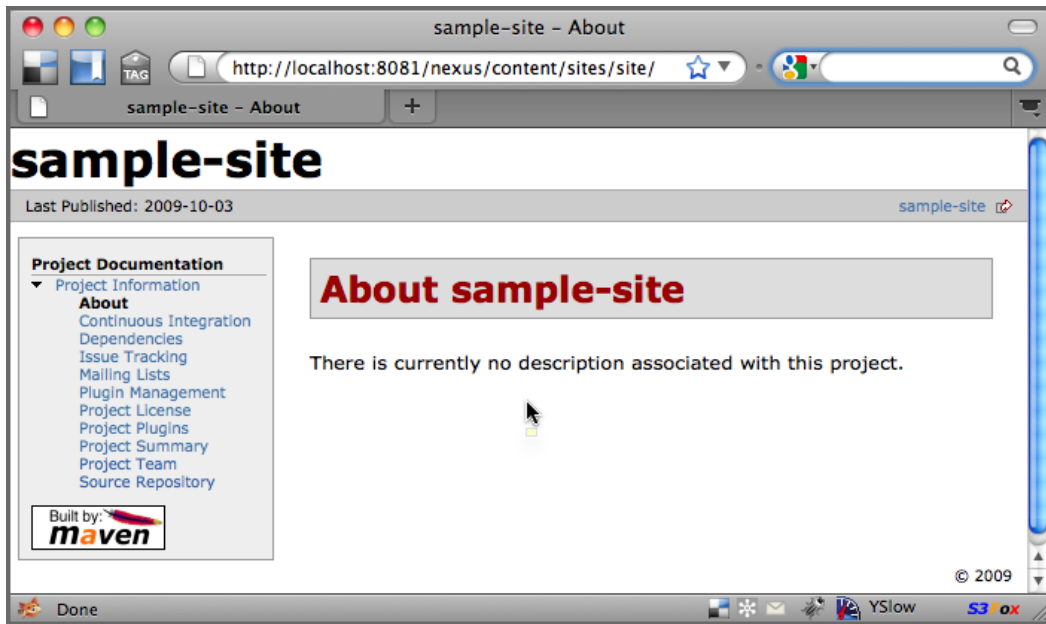 sample-site – About
TAG
http://localhost:8081/nexus/content/sites/site/
sample-site – About
+
sample-site
Last Published: 2009-10-03
sample-site
Project Documentation
Project Information
About
Continuous Integration
Dependencies
Issue Tracking
Mailing Lists
Plugin Management
Project License
Project Plugins
Project Summary
Project Team
Source Repository
Built by:
maven
About sample-site
There is currently no description associated with this project.
© 2009
Done
YSlow
S3Fox